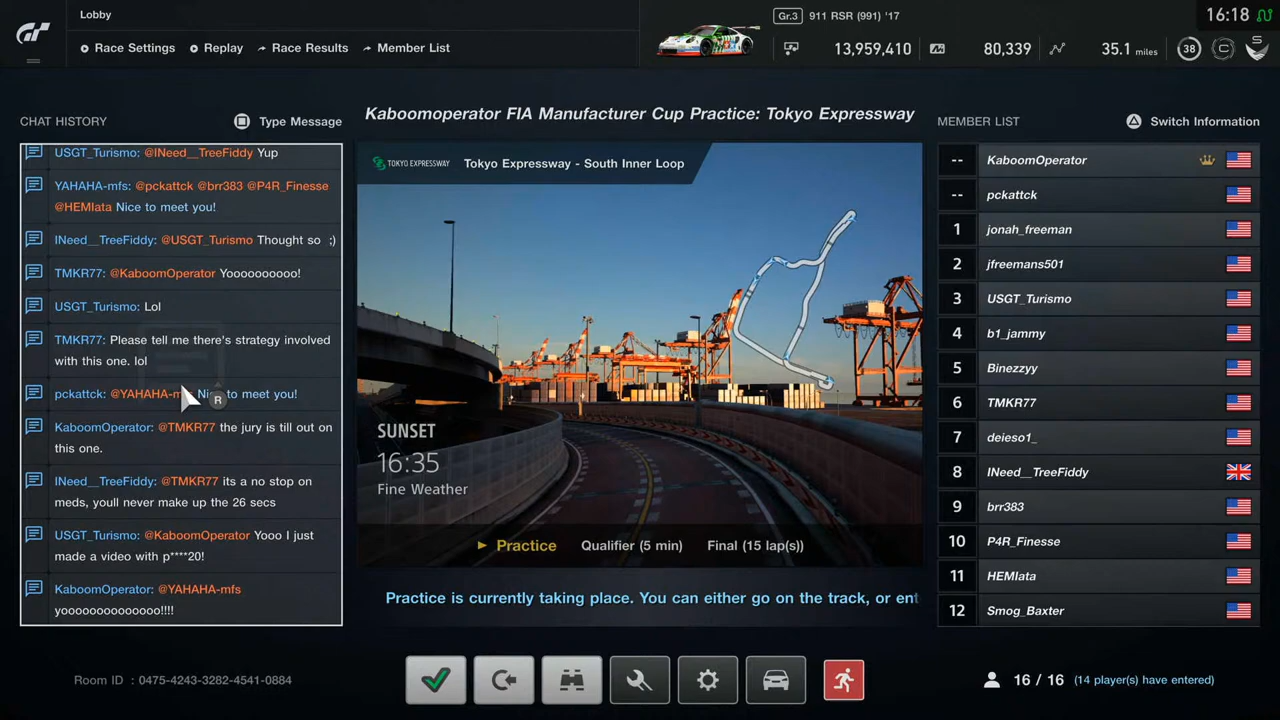 Lobby
Gr.3 911 RSR (991) '17
16:18
Race Settings Replay Race Results Member List
13,959,410 80,339 35.1 miles 38 C S
Kaboomoperator FIA Manufacturer Cup Practice: Tokyo Expressway
CHAT HISTORY Type Message
MEMBER LIST Switch Information
USGT_Turismo: @INeed__TreeFiddy Yup
YAHAHA-mfs: @pckattck @brr383 @P4R_Finesse
@HEMIata Nice to meet you!
INeed__TreeFiddy: @USGT_Turismo Thought so ;)
TMKR77: @KaboomOperator Yoooooooooo!
USGT_Turismo: Lol
TMKR77: Please tell me there's strategy involved
with this one. lol
pckattck: to meet you!
KaboomOperator: @TMKR77 the jury is till out on
this one.
INeed__TreeFiddy: @TMKR77 its a no stop on
meds, youll never make up the 26 secs
USGT_Turismo: @KaboomOperator Yooo I just
made a video with p****20!
KaboomOperator: @YAHAHA-mfs
yoooooooooooooo!!!!
R
TOKYO EXPRESSWAY Tokyo Expressway - South Inner Loop
SUNSET
16:35
Fine Weather
Practice Qualifier (5 min) Final (15 lap(s))
Practice is currently taking place. You can either go on the track, or ent
-- KaboomOperator
-- pckattck
1 jonah_freeman
2 jfreemans501
3 USGT_Turismo
4 b1_jammy
5 Binezzyy
6 TMKR77
7 deieso1_
8 INeed__TreeFiddy
9 brr383
10 P4R_Finesse
11 HEMIata
12 Smog_Baxter
Room ID : 0475-4243-3282-4541-0884
16 / 16 (14 player(s) have entered)